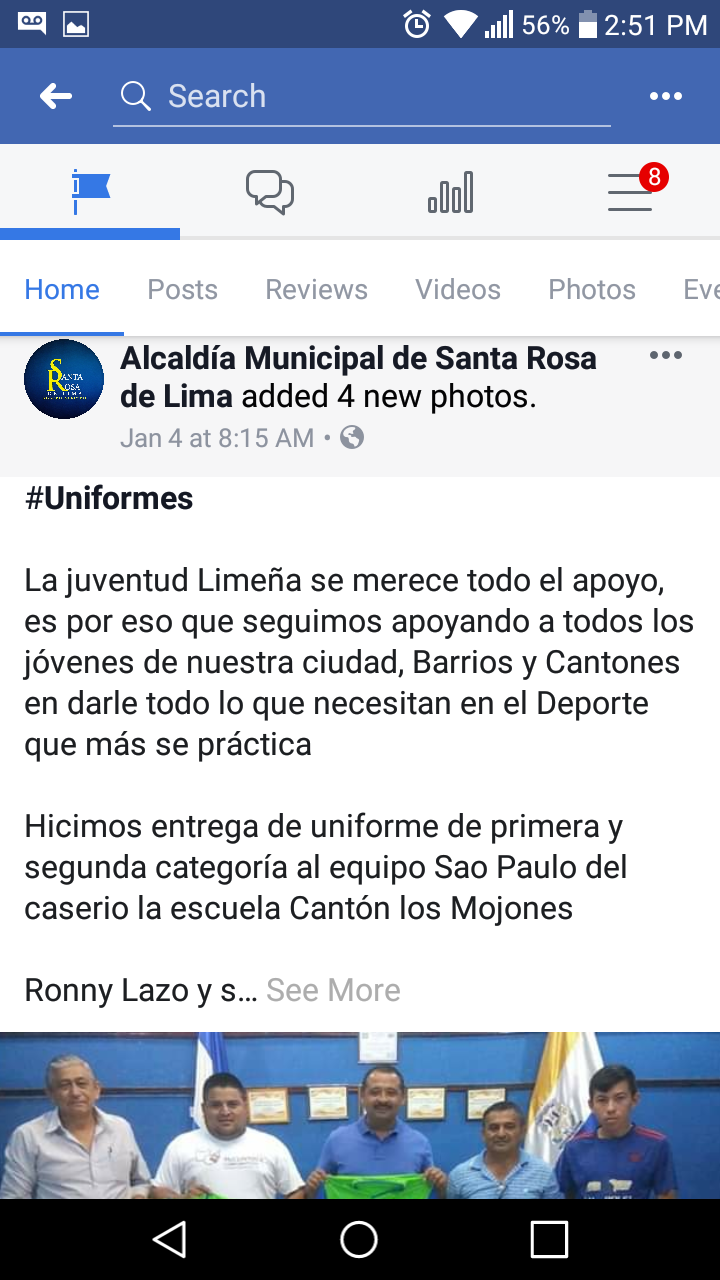 56% 2:51 PM
Search
8
Home Posts Reviews Videos Photos Eve
SANTA
ROSA
DE LIMA
Alcaldía Municipal de Santa Rosa
de Lima added 4 new photos.
Jan 4 at 8:15 AM •
#Uniformes
La juventud Limeña se merece todo el apoyo,
es por eso que seguimos apoyando a todos los
jóvenes de nuestra ciudad, Barrios y Cantones
en darle todo lo que necesitan en el Deporte
que más se práctica
Hicimos entrega de uniforme de primera y
segunda categoría al equipo Sao Paulo del
caserio la escuela Cantón los Mojones
Ronny Lazo y s... See More